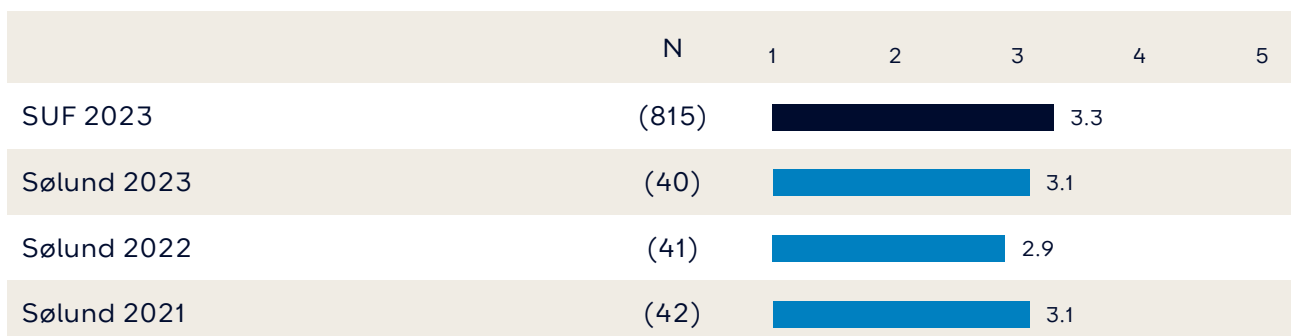 N 1 2 3 4 5
SUF 2023 (815) 3.3
Sølund 2023 (40) 3.1
Sølund 2022 (41) 2.9
Sølund 2021 (42) 3.1